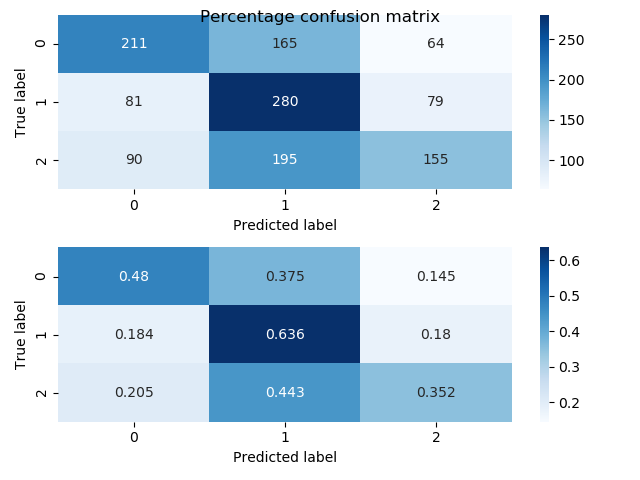 Percentage confusion matrix
True label
0 211 165 64
1 81 280 79
2 90 195 155
0 1 2
Predicted label
250
200
150
100
True label
0 0.48 0.375 0.145
1 0.184 0.636 0.18
2 0.205 0.443 0.352
0 1 2
Predicted label
0.6
0.5
0.4
0.3
0.2